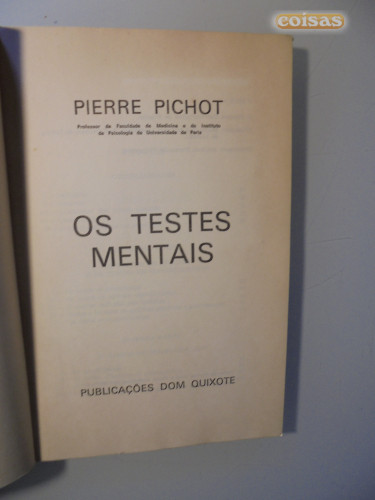 coisas
PIERRE PICHOT
Professor da Faculdade de Medicina e do Instituto
de Psicologia da Universidade de Paris
OS TESTES
MENTAIS
PUBLICAÇÕES DOM QUIXOTE